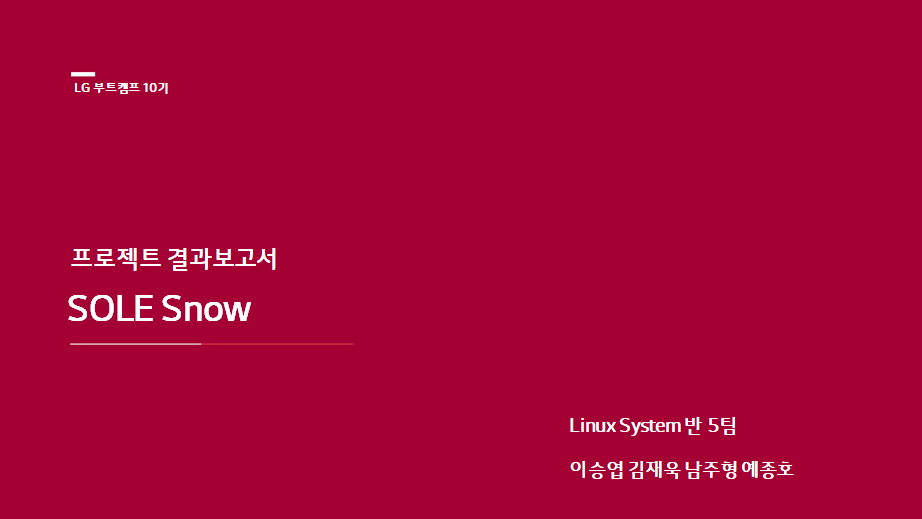 LG 부트캠프 10기
프로젝트 결과보고서
SOLE Snow
Linux System 반 5팀
이승엽 김재욱 남주형 예종호